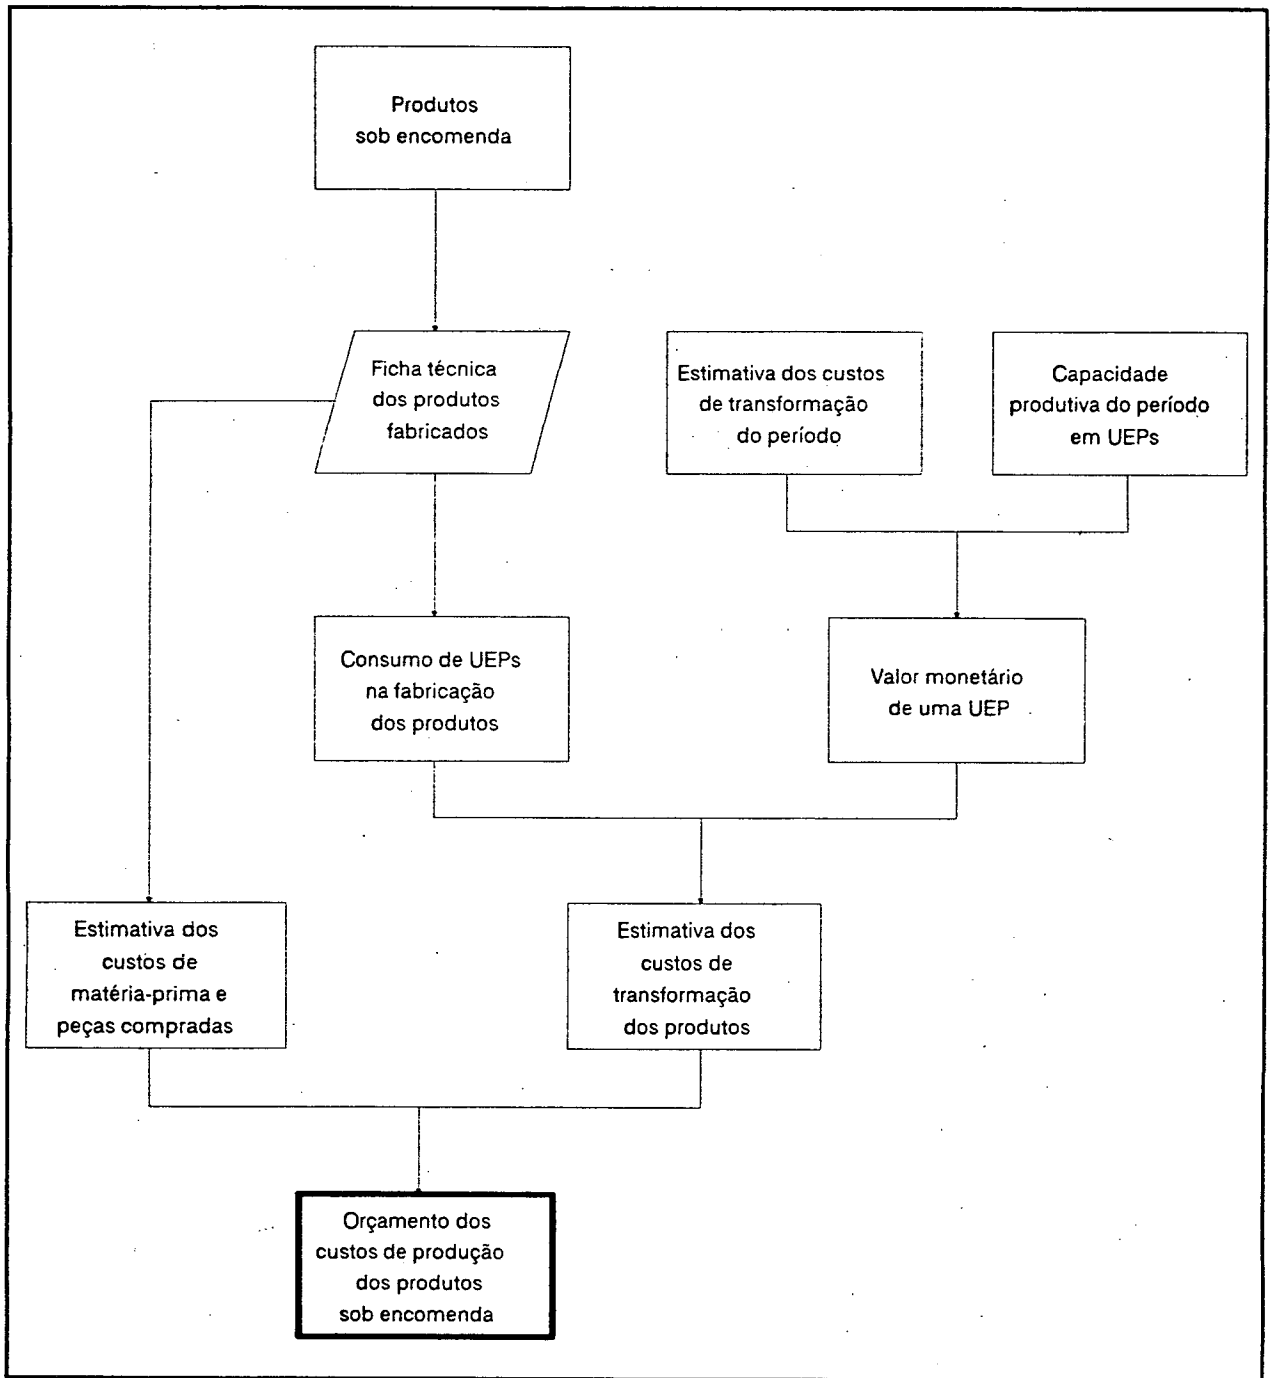 Produtos
sob encomenda
Ficha técnica
dos produtos
fabricados
Estimativa dos custos
de transformação
do período
Capacidade
produtiva do período
em UEPs
Consumo de UEPs
na fabricação
dos produtos
Valor monetário
de uma UEP
Estimativa dos
custos de
matéria-prima e
peças compradas
Estimativa dos
custos de
transformação
dos produtos
Orçamento dos
custos de produção
dos produtos
sob encomenda